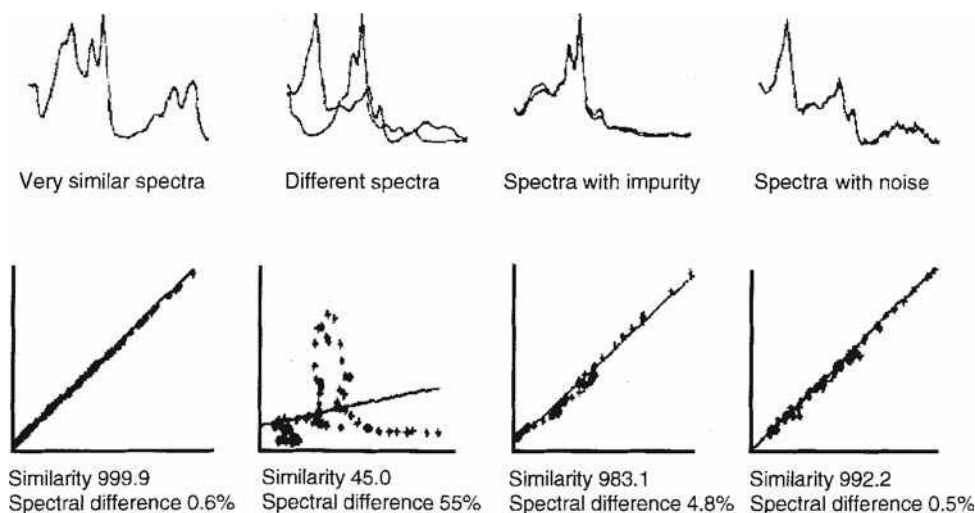 Very similar spectra
Different spectra
Spectra with impurity
Spectra with noise
Similarity 999.9
Spectral difference 0.6%
Similarity 45.0
Spectral difference 55%
Similarity 983.1
Spectral difference 4.8%
Similarity 992.2
Spectral difference 0.5%